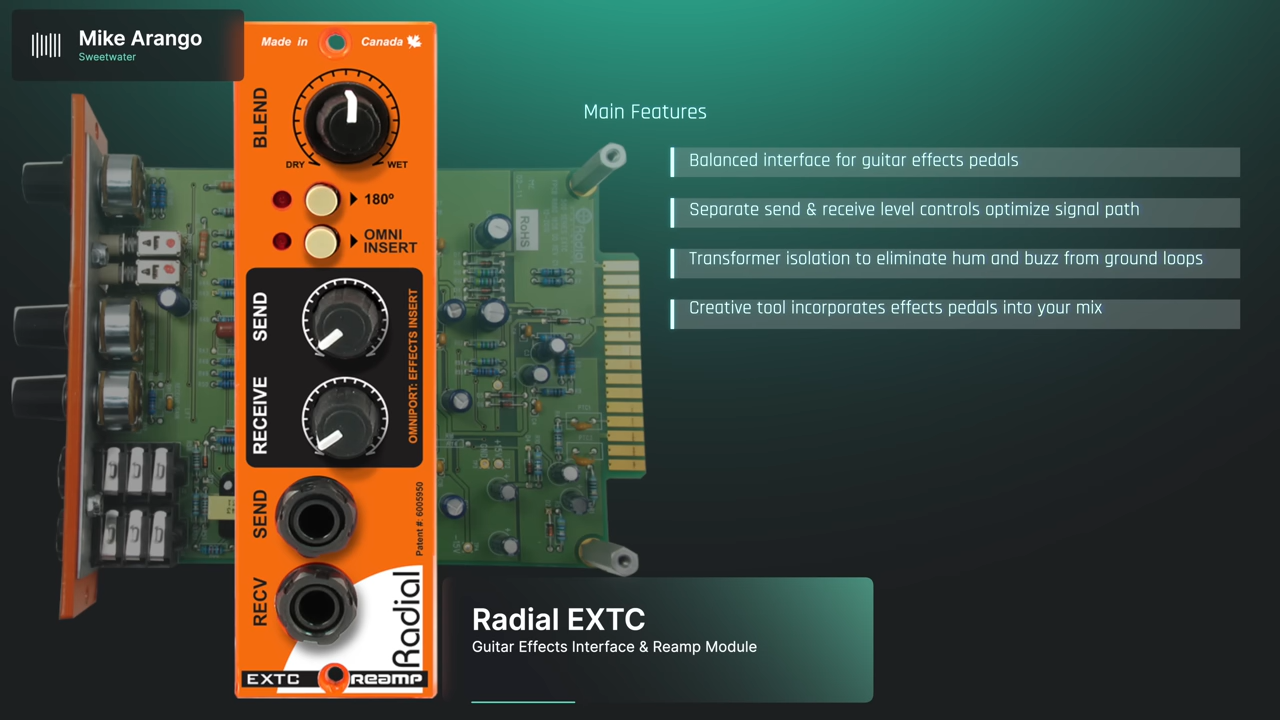 Mike Arango
Sweetwater
Made in Canada
BLEND
DRY WET
180º
OMNI
INSERT
SEND
RECEIVE
OMNIPORT: EFFECTS INSERT
SEND
RECV
Patent #: 6005950
Radial
EXTC REAMP
RoHS
Main Features
Balanced interface for guitar effects pedals
Separate send & receive level controls optimize signal path
Transformer isolation to eliminate hum and buzz from ground loops
Creative tool incorporates effects pedals into your mix
Radial EXTC
Guitar Effects Interface & Reamp Module